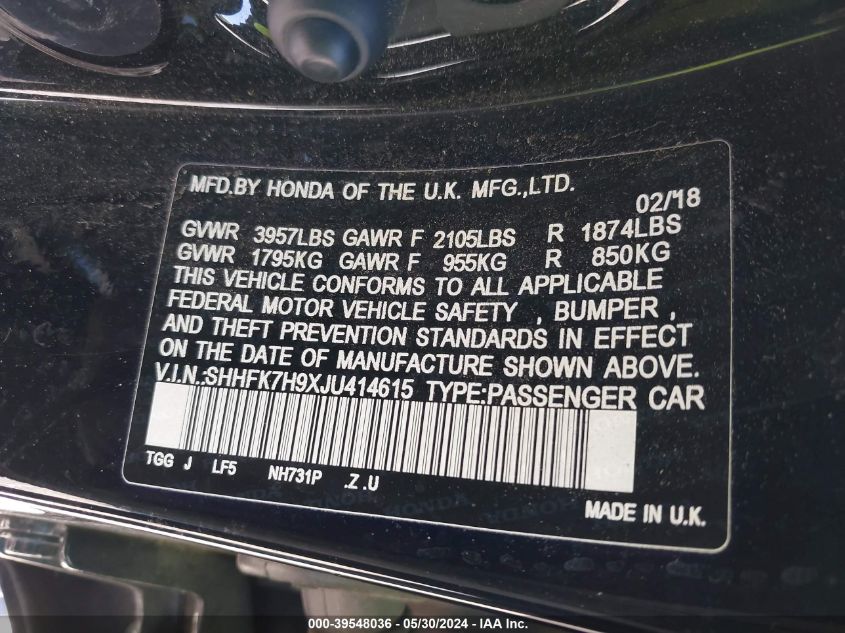 MFD.BY HONDA OF THE U.K. MFG.,LTD.
02/'18
GVWR 3957LBS GAWR F 2105LBS R 1874LBS
GVWR 1795KG GAWR F 955KG R 850KG
THIS VEHICLE CONFORMS TO ALL APPLICABLE
FEDERAL MOTOR VEHICLE SAFETY , BUMPER ,
AND THEFT PREVENTION STANDARDS IN EFFECT
ON THE DATE OF MANUFACTURE SHOWN ABOVE.
V.I.N.:SHHFK7H9XJU414615 TYPE:PASSENGER CAR
TGG J LF5 NH731P .Z.U
MADE IN U.K.
000-39548036 - 05/30/2024 - IAA Inc.